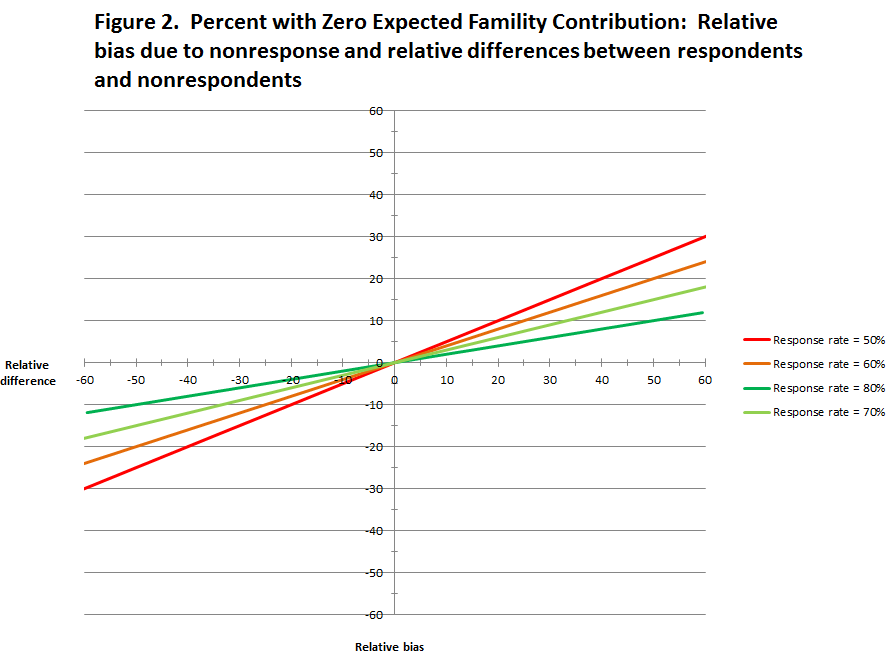 Figure 2.  Percent with Zero Expected Famility Contribution:  Relative
bias due to nonresponse and relative differences between respondents
and nonrespondents
60
50
40
30
20
10
0
-10
-20
-30
-40
-50
-60
-60 -50 -40 -30 -20 -10 0 10 20 30 40 50 60
Relative
difference
Relative bias
Response rate = 50%
Response rate = 60%
Response rate = 80%
Response rate = 70%